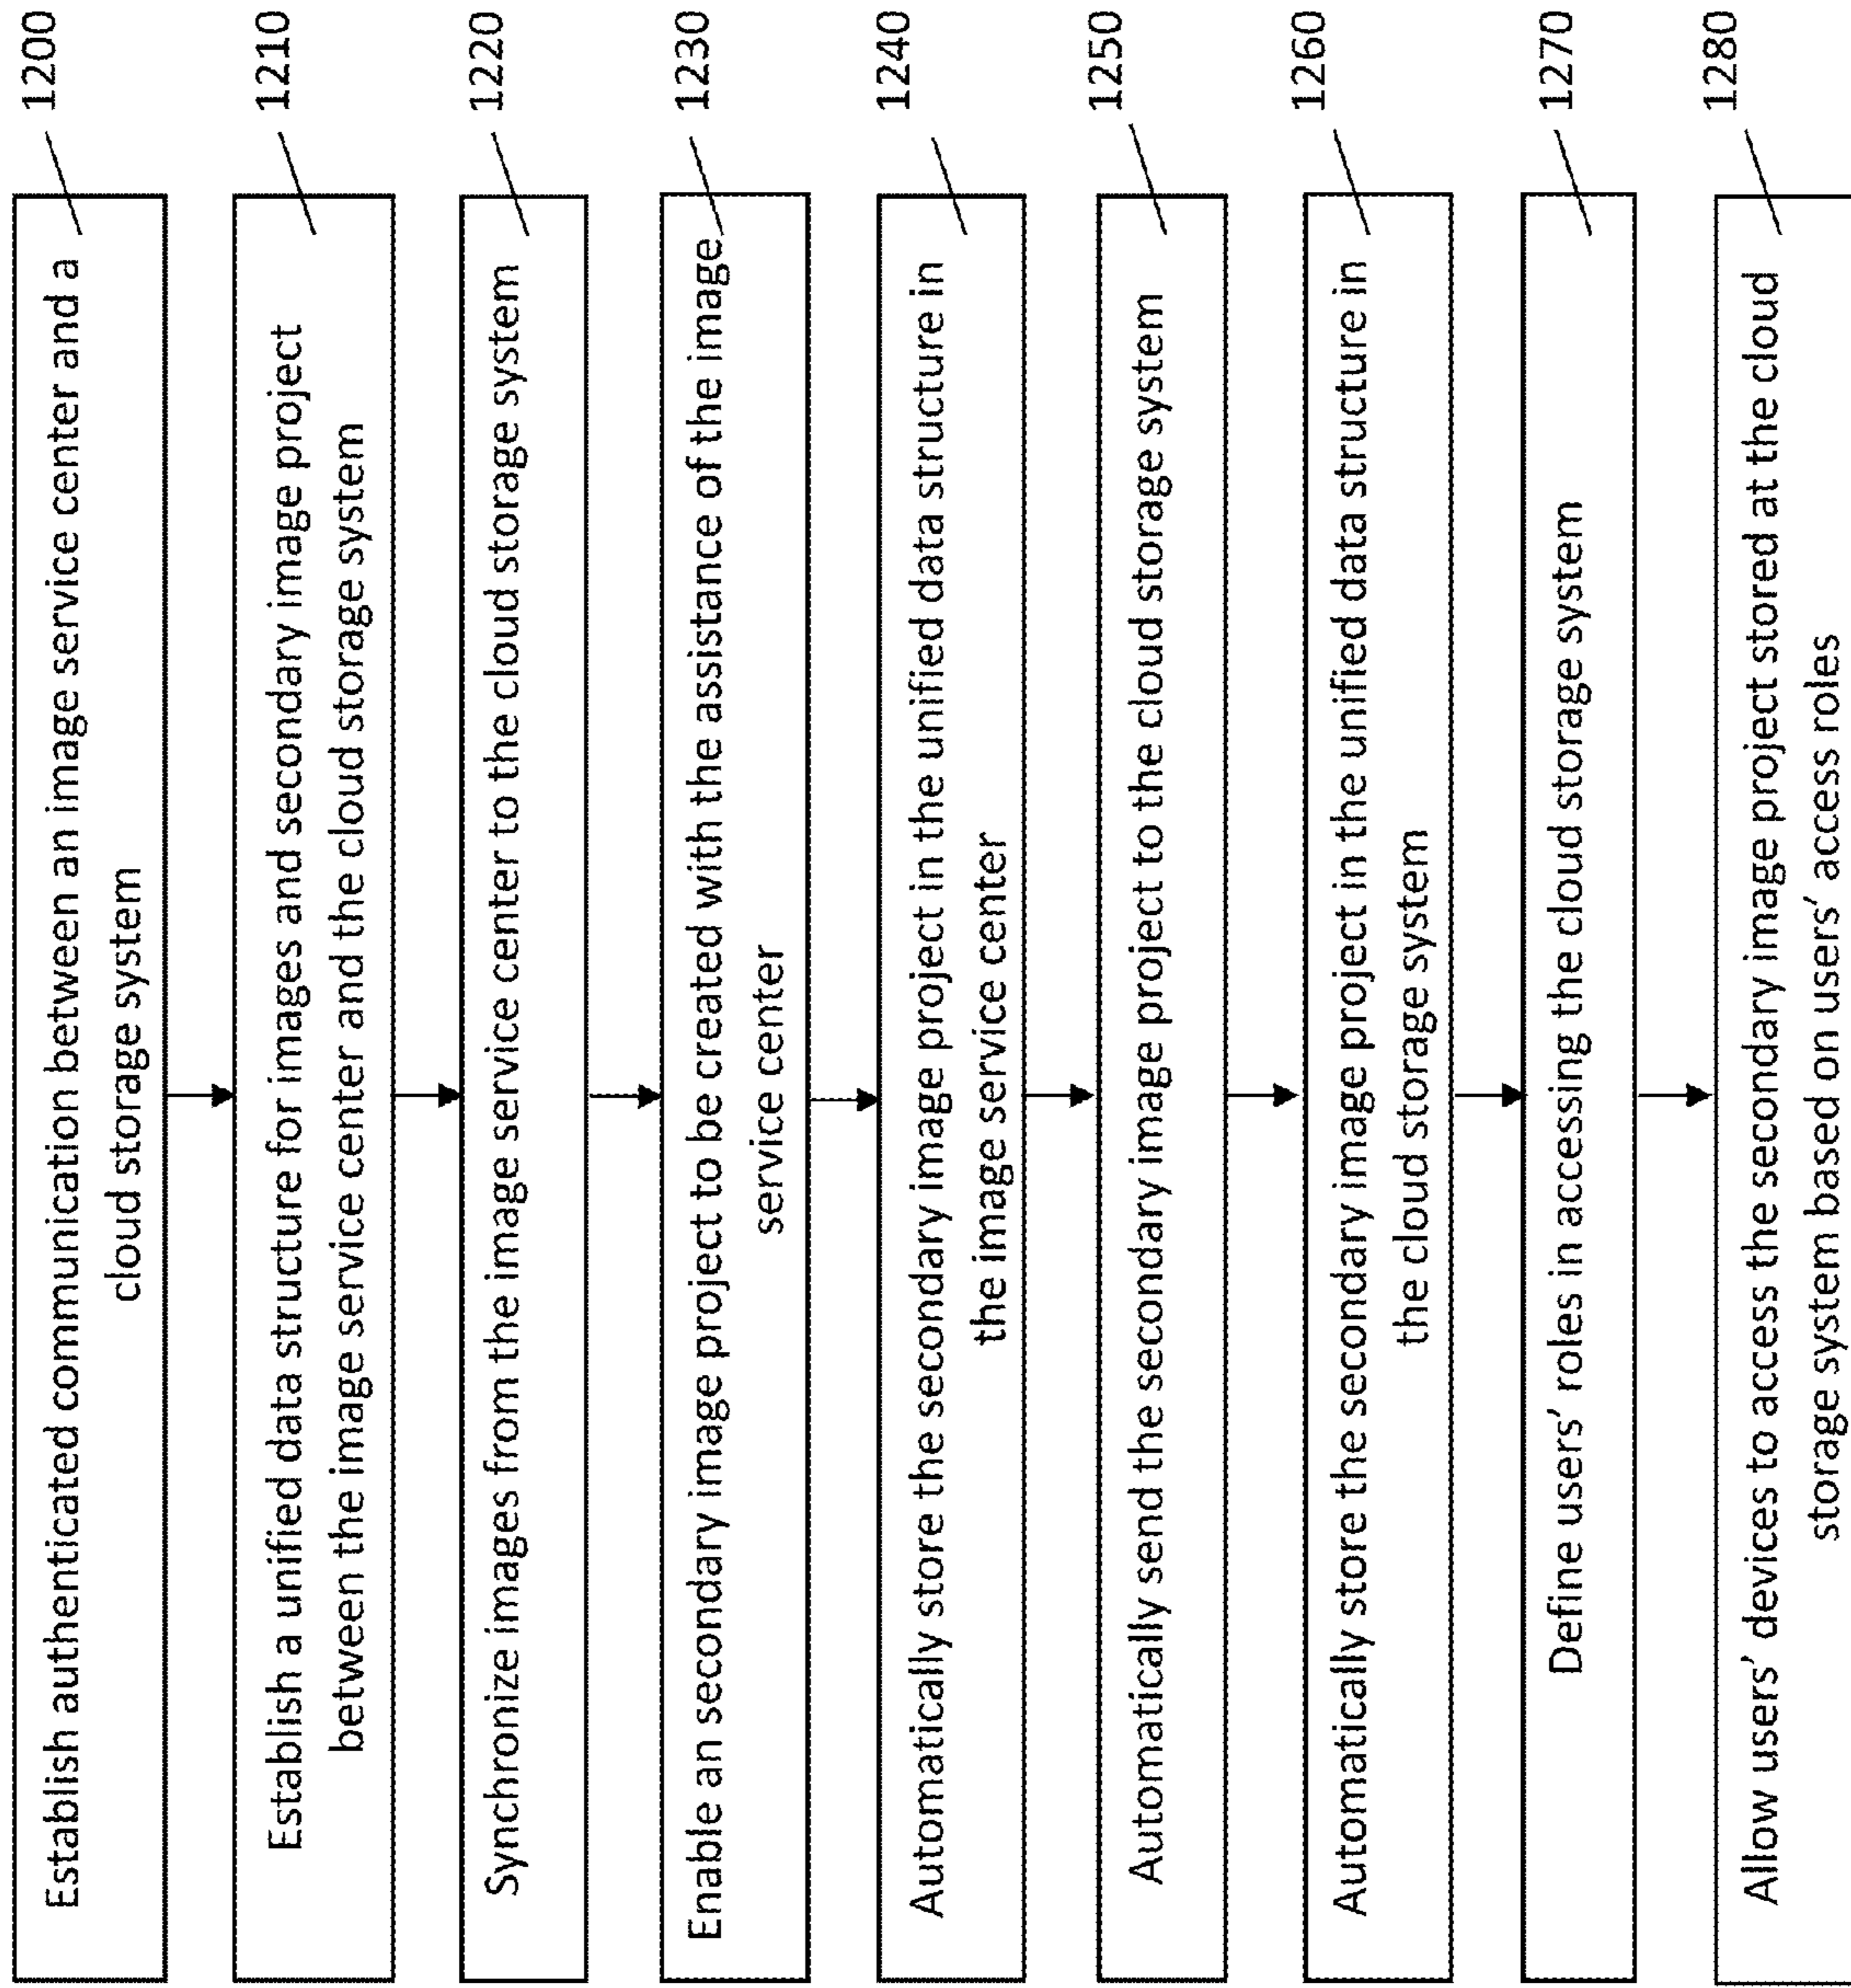 Establish authenticated communication between an image service center and a
cloud storage system
1200
Establish a unified data structure for images and secondary image project
between the image service center and the cloud storage system
1210
Synchronize images from the image service center to the cloud storage system
1220
Enable an secondary image project to be created with the assistance of the image
service center
1230
Automatically store the secondary image project in the unified data structure in
the image service center
1240
Automatically send the secondary image project to the cloud storage system
1250
Automatically store the secondary image project in the unified data structure in
the cloud storage system
1260
Define users' roles in accessing the cloud storage system
1270
Allow users' devices to access the secondary image project stored at the cloud
storage system based on users' access roles
1280